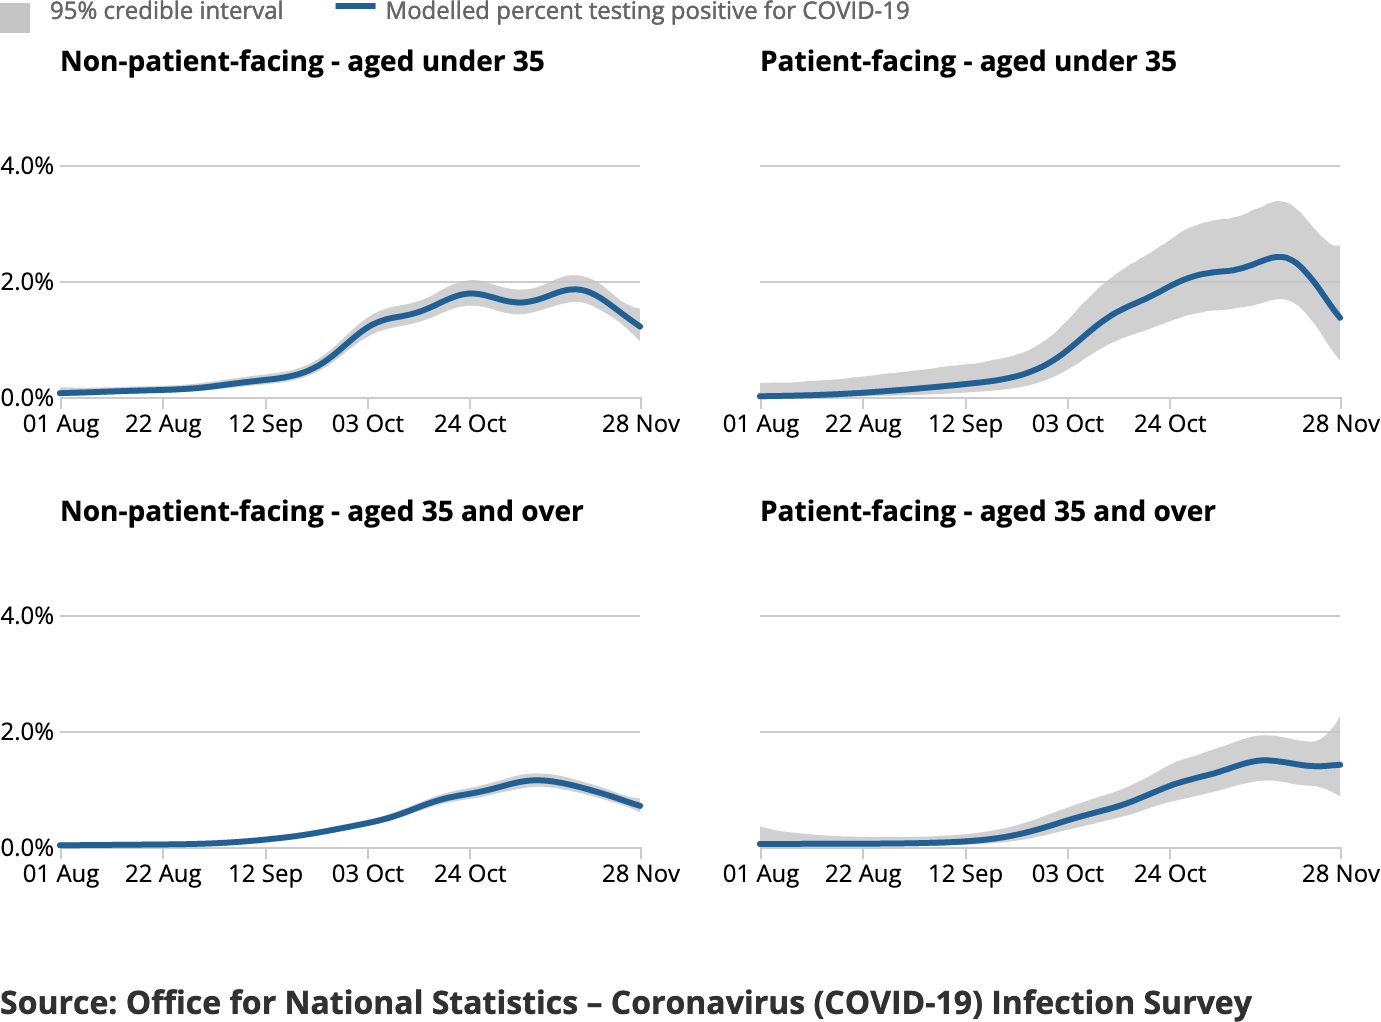 95% credible interval Modelled percent testing positive for COVID-19
Non-patient-facing - aged under 35
4.0%
2.0%
0.0%
01 Aug 22 Aug 12 Sep 03 Oct 24 Oct 28 Nov
Patient-facing - aged under 35
01 Aug 22 Aug 12 Sep 03 Oct 24 Oct 28 Nov
Non-patient-facing - aged 35 and over
4.0%
2.0%
0.0%
01 Aug 22 Aug 12 Sep 03 Oct 24 Oct 28 Nov
Patient-facing - aged 35 and over
01 Aug 22 Aug 12 Sep 03 Oct 24 Oct 28 Nov
Source: Office for National Statistics – Coronavirus (COVID-19) Infection Survey